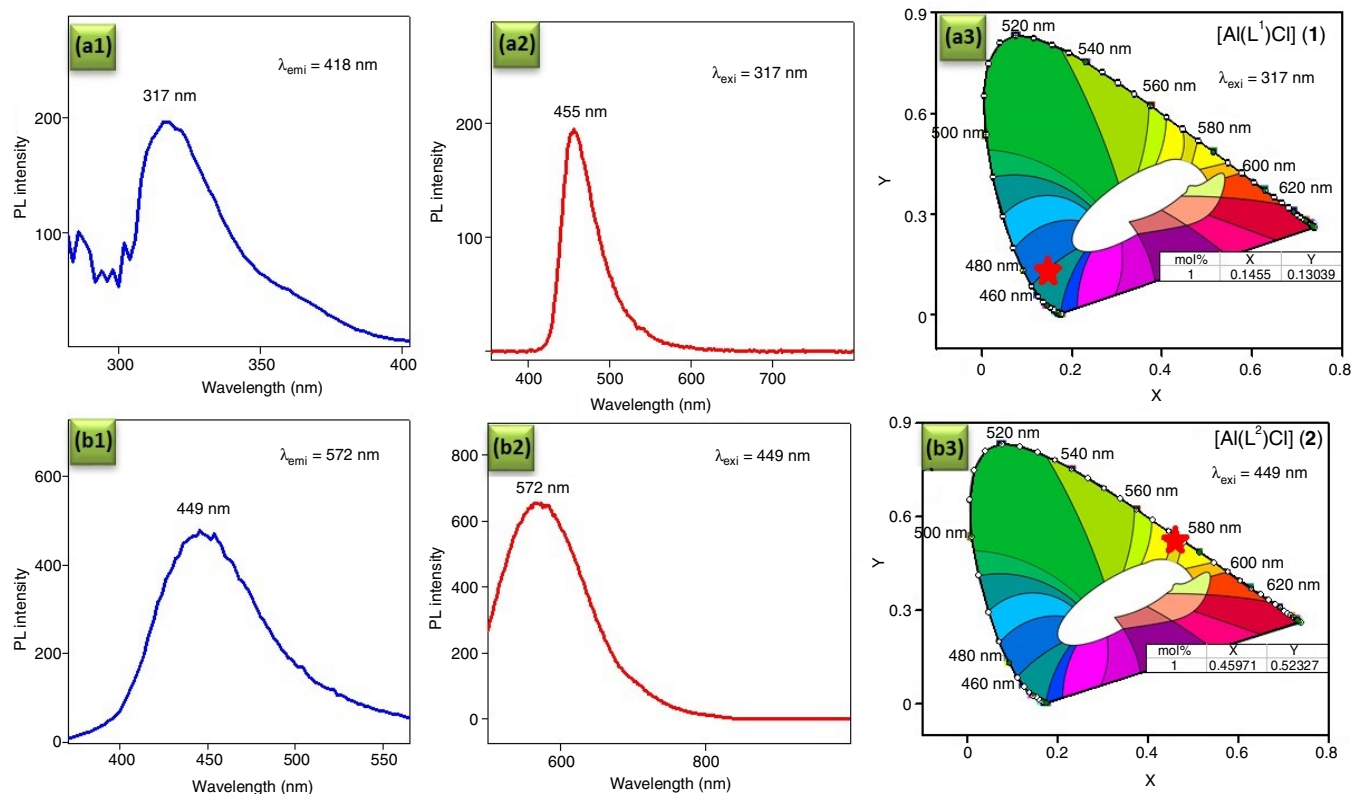 (a1)
λemi = 418 nm
317 nm
200
100
PL intensity
300
350
400
Wavelength (nm)
(a2)
λexi = 317 nm
455 nm
200
100
PL intensity
400
500
600
700
Wavelength (nm)
(a3)
[Al(L¹)Cl] (1)
λexi = 317 nm
0.9
0.6
0.3
0
Y
520 nm
540 nm
560 nm
580 nm
600 nm
620 nm
500 nm
480 nm
460 nm
mol% X Y
1 0.1455 0.13039
0
0.2
0.4
0.6
0.8
X
(b1)
λemi = 572 nm
449 nm
600
400
200
0
PL intensity
400
450
500
550
Wavelength (nm)
(b2)
λexi = 449 nm
572 nm
800
600
400
200
0
PL intensity
600
800
Wavelength (nm)
(b3)
[Al(L²)Cl] (2)
λexi = 449 nm
0.9
0.6
0.3
0
Y
520 nm
540 nm
560 nm
580 nm
600 nm
620 nm
500 nm
480 nm
460 nm
mol% X Y
1 0.45971 0.52327
0
0.2
0.4
0.6
0.8
X